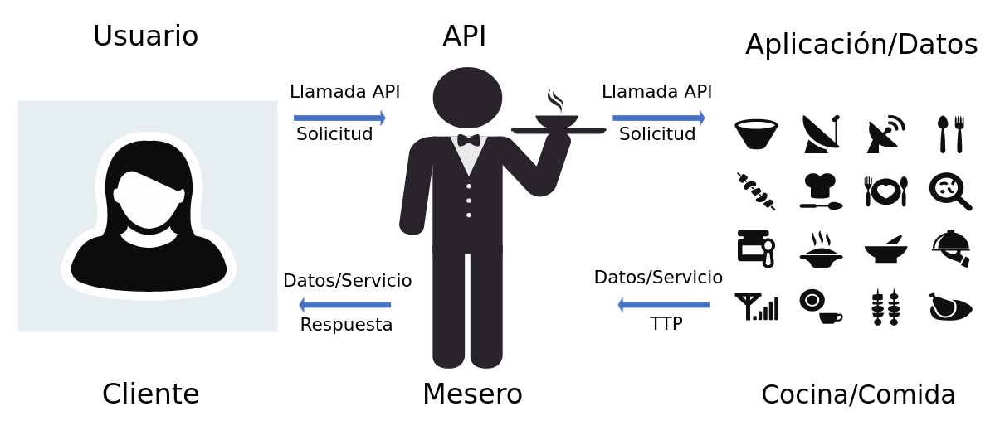 Usuario
API
Aplicación/Datos
Llamada API
Solicitud
Llamada API
Solicitud
Datos/Servicio
Respuesta
Datos/Servicio
TTP
Cliente
Mesero
Cocina/Comida